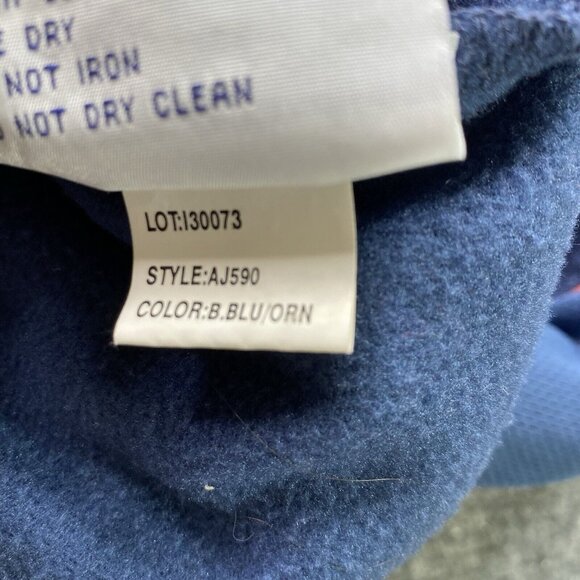 DRY
NOT IRON
NOT DRY CLEAN
LOT:I30073
STYLE:AJ590
COLOR:B.BLU/ORN